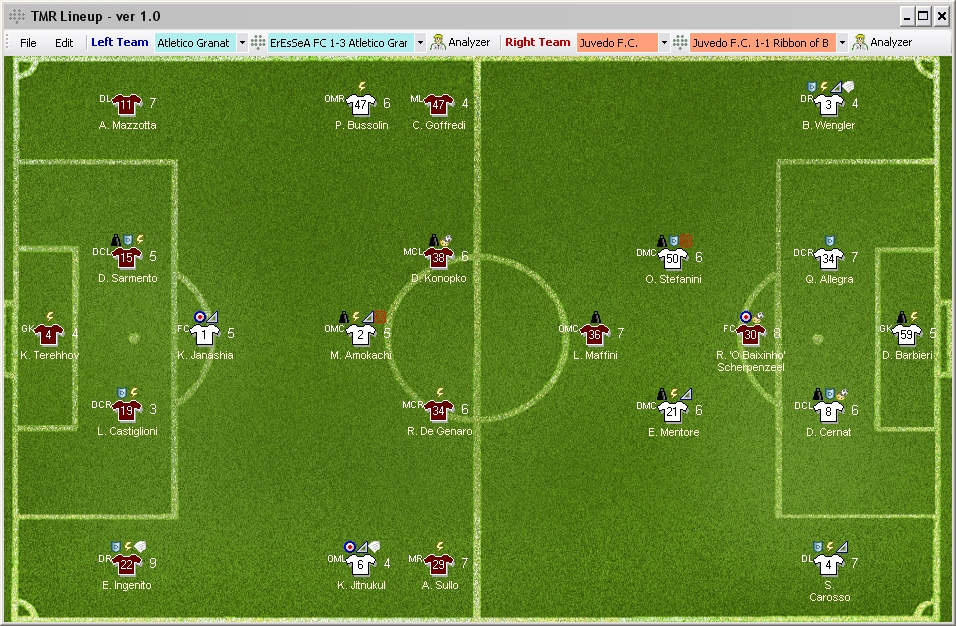 TMR Lineup - ver 1.0
File Edit Left Team Atletico Granat ErEsSeA FC 1-3 Atletico Grar Analyzer Right Team Juvedo F.C. Juvedo F.C. 1-1 Ribbon of B Analyzer
DL 11 7
A. Mazzotta
OMR 47 6
P. Bussolin
ML 47 4
C. Goffredi
DR 3 4
B. Wengler
DCL 15 5
D. Sarmento
MCL 38 6
D. Konopko
DMC 50 6
O. Stefanini
34 7
Q. Allegra
GK 4 4
K. Terehhov
FC 1 5
K. Janashia
OMC 2 5
M. Amokachi
OMC 36 7
L. Maffini
FC 30 8
R. 'O Baixinho'
Scherpenzeel
GK 59 5
D. Barbieri
DCR 19 3
L. Castiglioni
MCR 34 6
R. De Genaro
DMC 21 6
E. Mentore
DCL 8 6
D. Cernat
DR 22 9
E. Ingenito
OML 6 4
K. Jitnukul
MR 29 7
A. Sullo
DL 4 7
S.
Carosso